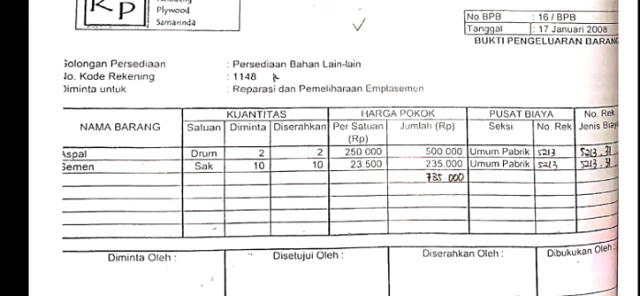 KP
Plywood
Samarinda
No BPB : 16 / BPB
Tanggal : 17 Januari 2008
BUKTI PENGELUARAN BARANG
Golongan Persediaan : Persediaan Bahan Lain-lain
No. Kode Rekening : 1148
Diminta untuk : Reparasi dan Pemeliharaan Emplasemen
NAMA BARANG KUANTITAS HARGA POKOK PUSAT BIAYA No. Rek
Satuan Diminta Diserahkan Per Satuan (Rp) Jumlah (Rp) Seksi No. Rek Jenis Biaya
Aspal Drum 2 2 250 000 500.000 Umum Pabrik 5213 5213.31
Semen Sak 10 10 23.500 235.000 Umum Pabrik 5213 5213.31
735 000
Diminta Oleh : Disetujui Oleh : Diserahkan Oleh : Dibukukan Oleh :